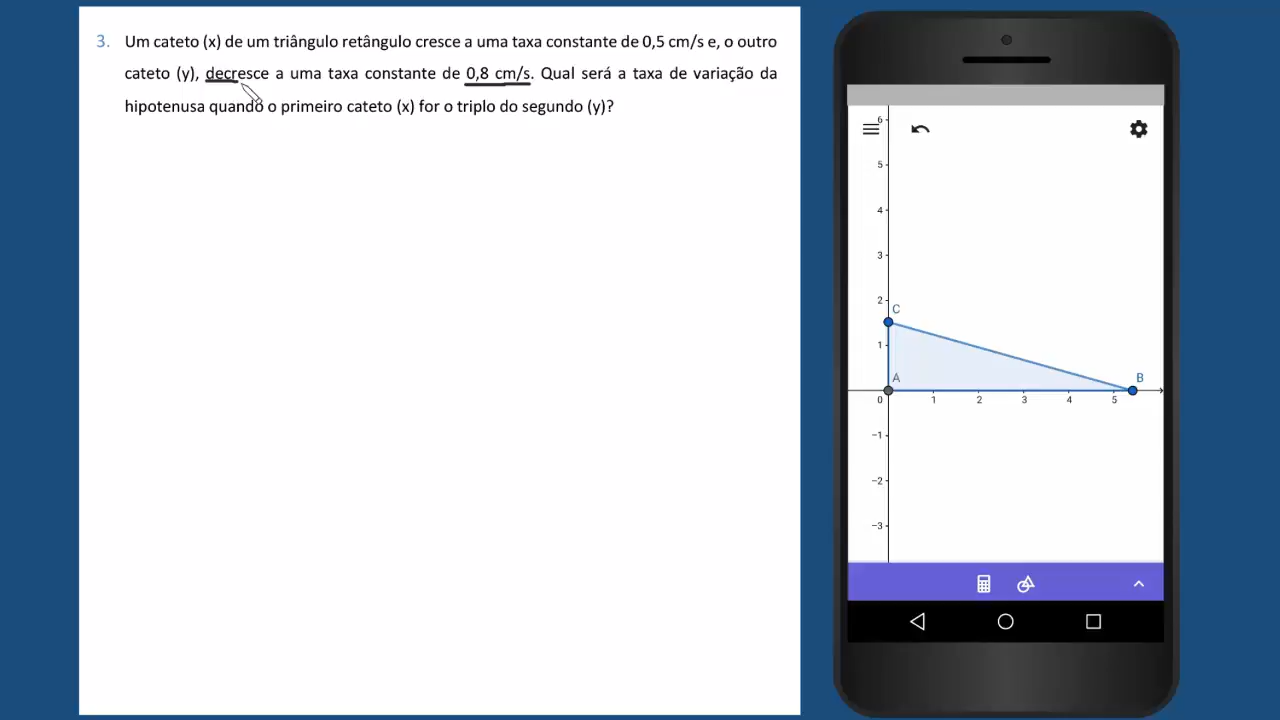 3. Um cateto (x) de um triângulo retângulo cresce a uma taxa constante de 0,5 cm/s e, o outro
cateto (y), decresce a uma taxa constante de 0,8 cm/s. Qual será a taxa de variação da
hipotenusa quando o primeiro cateto (x) for o triplo do segundo (y)?
6
5
4
3
2
C
1
A
B
0 1 2 3 4 5
−1
−2
−3